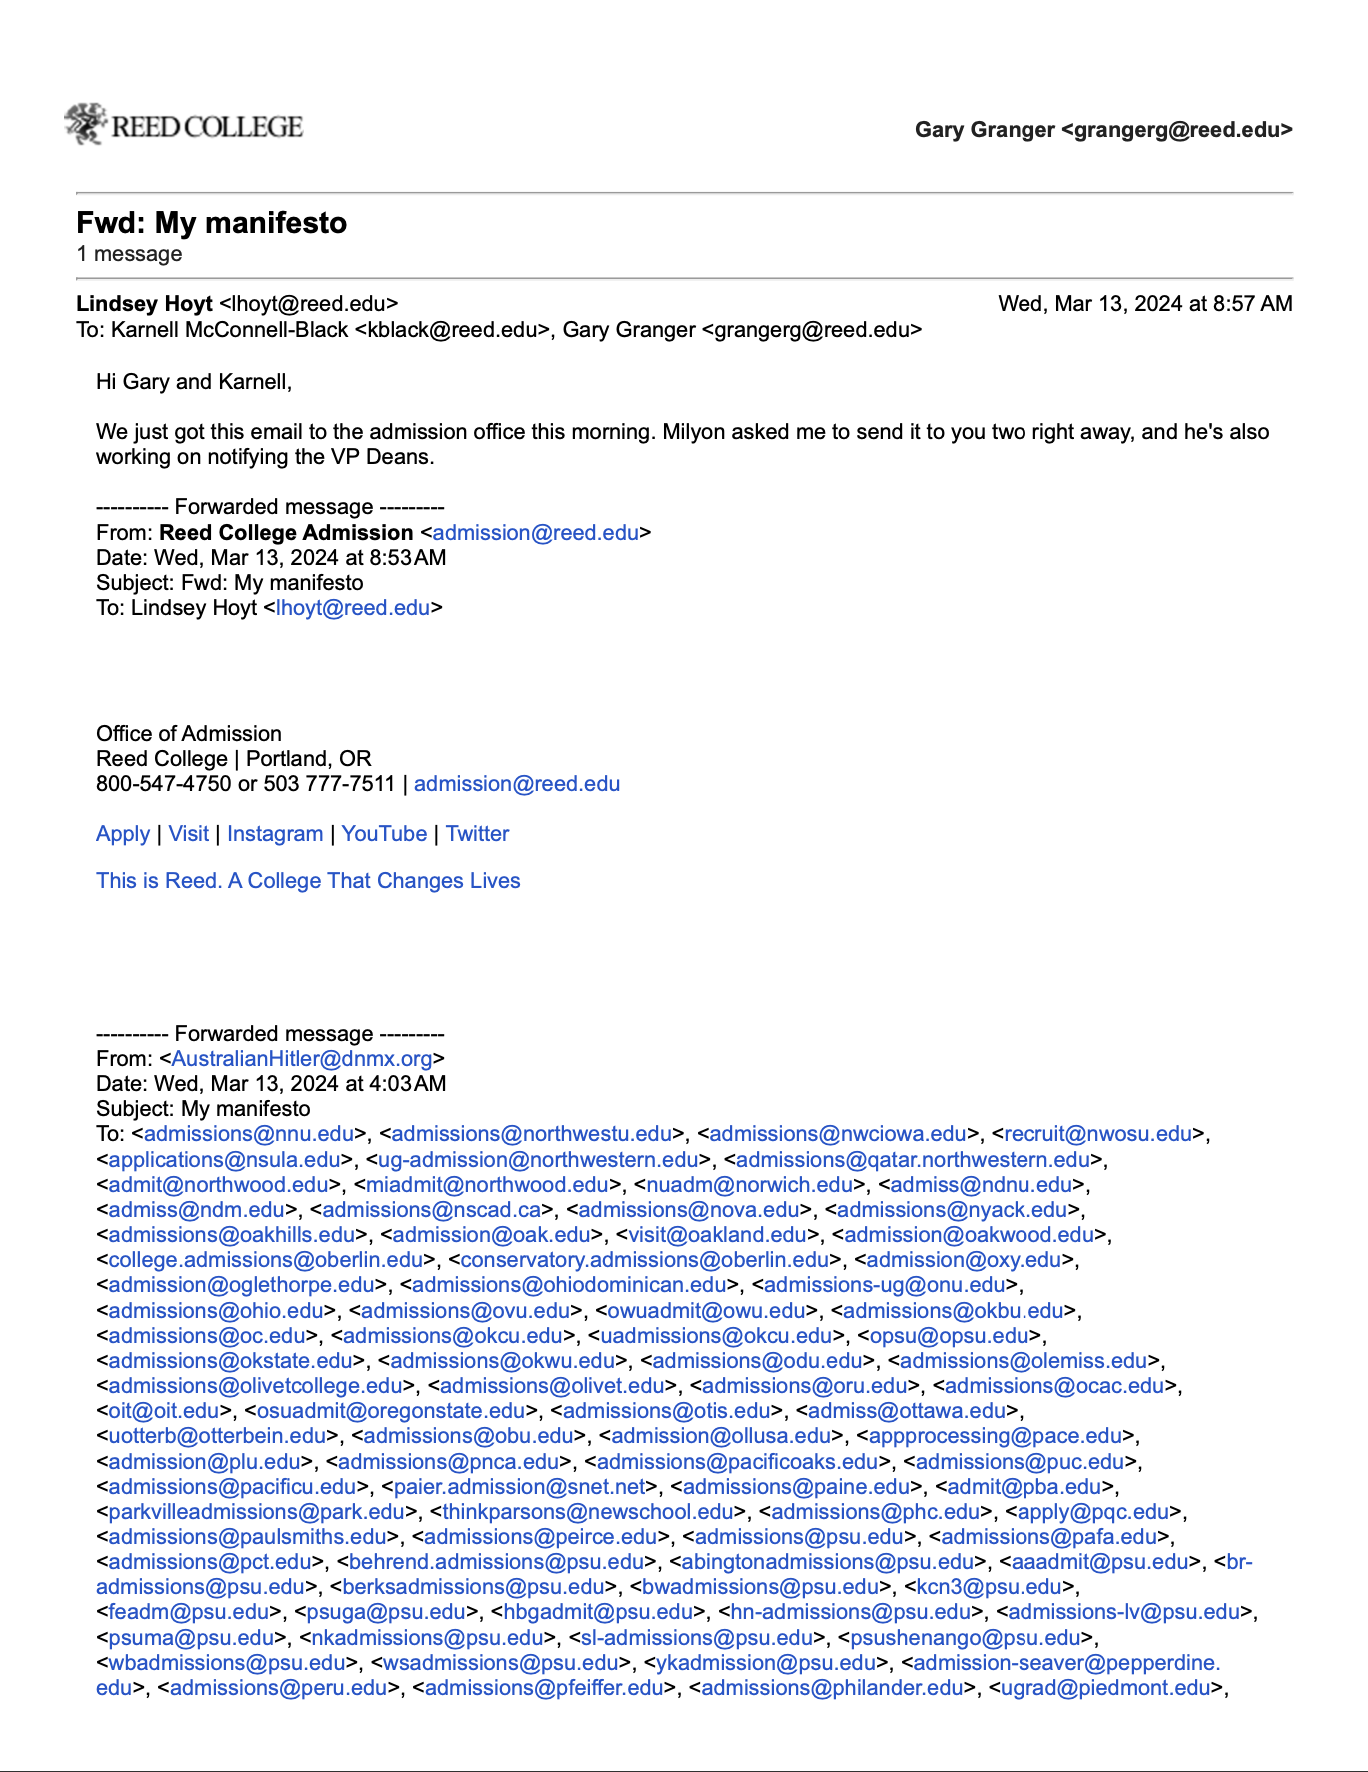 REED COLLEGE
Gary Granger <grangerg@reed.edu>
Fwd: My manifesto
1 message
Lindsey Hoyt <lhoyt@reed.edu> Wed, Mar 13, 2024 at 8:57 AM
To: Karnell McConnell-Black <kblack@reed.edu>, Gary Granger <grangerg@reed.edu>
Hi Gary and Karnell,
We just got this email to the admission office this morning. Milyon asked me to send it to you two right away, and he's also
working on notifying the VP Deans.
---------- Forwarded message ---------
From: Reed College Admission <admission@reed.edu>
Date: Wed, Mar 13, 2024 at 8:53 AM
Subject: Fwd: My manifesto
To: Lindsey Hoyt <lhoyt@reed.edu>
Office of Admission
Reed College | Portland, OR
800-547-4750 or 503 777-7511 | admission@reed.edu
Apply | Visit | Instagram | YouTube | Twitter
This is Reed. A College That Changes Lives
---------- Forwarded message ---------
From: <AustralianHitler@dnmx.org>
Date: Wed, Mar 13, 2024 at 4:03 AM
Subject: My manifesto
To: <admissions@nnu.edu>, <admissions@northwestu.edu>, <admissions@nwciowa.edu>, <recruit@nwosu.edu>,
<applications@nsula.edu>, <ug-admission@northwestern.edu>, <admissions@qatar.northwestern.edu>,
<admit@northwood.edu>, <miadmit@northwood.edu>, <nuadm@norwich.edu>, <admiss@ndnu.edu>,
<admiss@ndm.edu>, <admissions@nscad.ca>, <admissions@nova.edu>, <admissions@nyack.edu>,
<admissions@oakhills.edu>, <admission@oak.edu>, <visit@oakland.edu>, <admission@oakwood.edu>,
<college.admissions@oberlin.edu>, <conservatory.admissions@oberlin.edu>, <admission@oxy.edu>,
<admission@oglethorpe.edu>, <admissions@ohiodominican.edu>, <admissions-ug@onu.edu>,
<admissions@ohio.edu>, <admissions@ovu.edu>, <owuadmit@owu.edu>, <admissions@okbu.edu>,
<admissions@oc.edu>, <admissions@okcu.edu>, <uadmissions@okcu.edu>, <opsu@opsu.edu>,
<admissions@okstate.edu>, <admissions@okwu.edu>, <admissions@odu.edu>, <admissions@olemiss.edu>,
<admissions@olivetcollege.edu>, <admissions@olivet.edu>, <admissions@oru.edu>, <admissions@ocac.edu>,
<oit@oit.edu>, <osuadmit@oregonstate.edu>, <admissions@otis.edu>, <admiss@ottawa.edu>,
<uotterb@otterbein.edu>, <admissions@obu.edu>, <admission@ollusa.edu>, <appprocessing@pace.edu>,
<admission@plu.edu>, <admissions@pnca.edu>, <admissions@pacificoaks.edu>, <admissions@puc.edu>,
<admissions@pacificu.edu>, <paier.admission@snet.net>, <admissions@paine.edu>, <admit@pba.edu>,
<parkvilleadmissions@park.edu>, <thinkparsons@newschool.edu>, <admissions@phc.edu>, <apply@pqc.edu>,
<admissions@paulsmiths.edu>, <admissions@peirce.edu>, <admissions@psu.edu>, <admissions@pafa.edu>,
<admissions@pct.edu>, <behrend.admissions@psu.edu>, <abingtonadmissions@psu.edu>, <aaadmit@psu.edu>, <br-
admissions@psu.edu>, <berksadmissions@psu.edu>, <bwadmissions@psu.edu>, <kcn3@psu.edu>,
<feadm@psu.edu>, <psuga@psu.edu>, <hbgadmit@psu.edu>, <hn-admissions@psu.edu>, <admissions-lv@psu.edu>,
<psuma@psu.edu>, <nkadmissions@psu.edu>, <sl-admissions@psu.edu>, <psushenango@psu.edu>,
<wbadmissions@psu.edu>, <wsadmissions@psu.edu>, <ykadmission@psu.edu>, <admission-seaver@pepperdine.
edu>, <admissions@peru.edu>, <admissions@pfeiffer.edu>, <admissions@philander.edu>, <ugrad@piedmont.edu>,